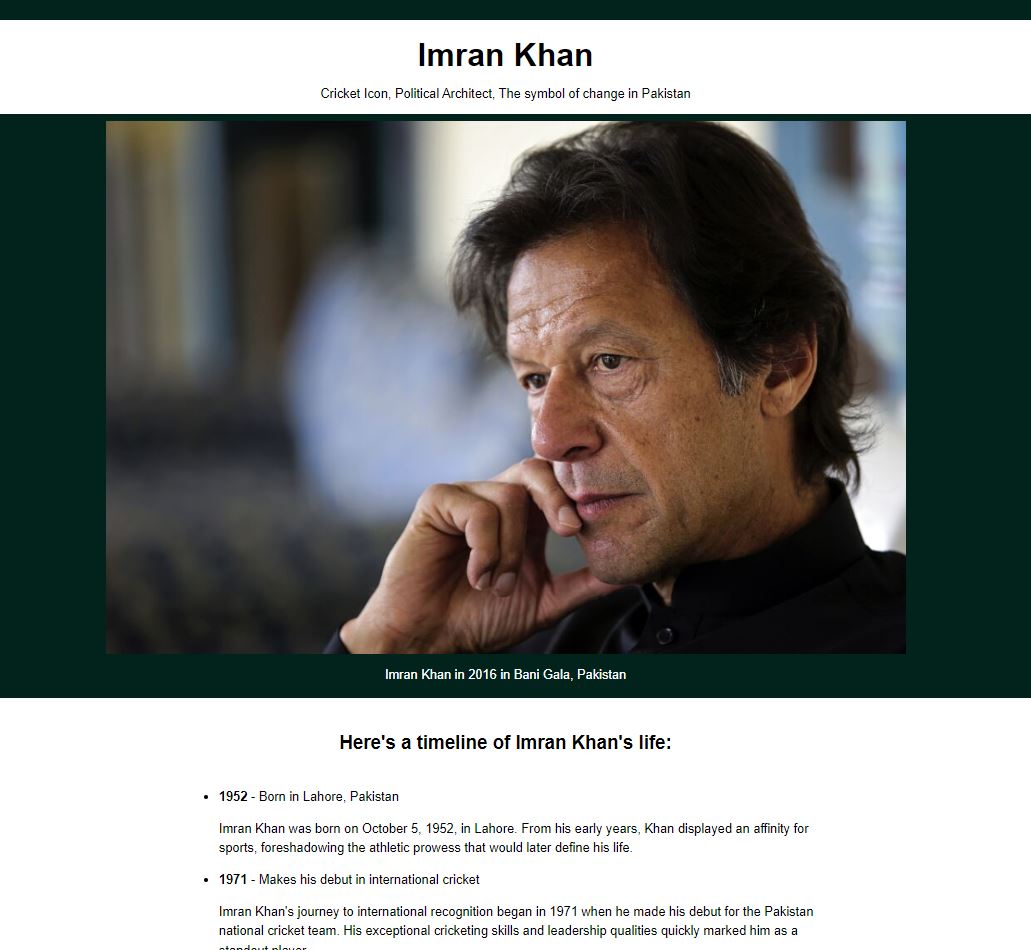 Imran Khan
Cricket Icon, Political Architect, The symbol of change in Pakistan
Imran Khan in 2016 in Bani Gala, Pakistan
Here's a timeline of Imran Khan's life:
1952 - Born in Lahore, Pakistan
Imran Khan was born on October 5, 1952, in Lahore. From his early years, Khan displayed an affinity for
sports, foreshadowing the athletic prowess that would later define his life.
1971 - Makes his debut in international cricket
Imran Khan's journey to international recognition began in 1971 when he made his debut for the Pakistan
national cricket team. His exceptional cricketing skills and leadership qualities quickly marked him as a
standout player.